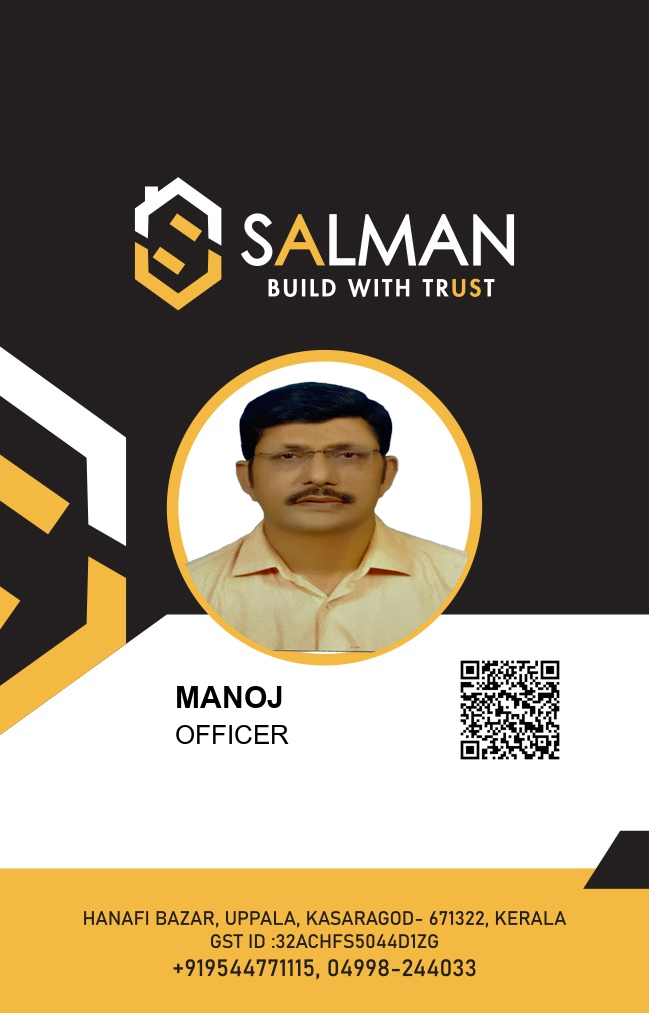 SALMAN
BUILD WITH TRUST
MANOJ
OFFICER
HANAFI BAZAR, UPPALA, KASARAGOD- 671322, KERALA
GST ID :32ACHFS5044D1ZG
+919544771115, 04998-244033